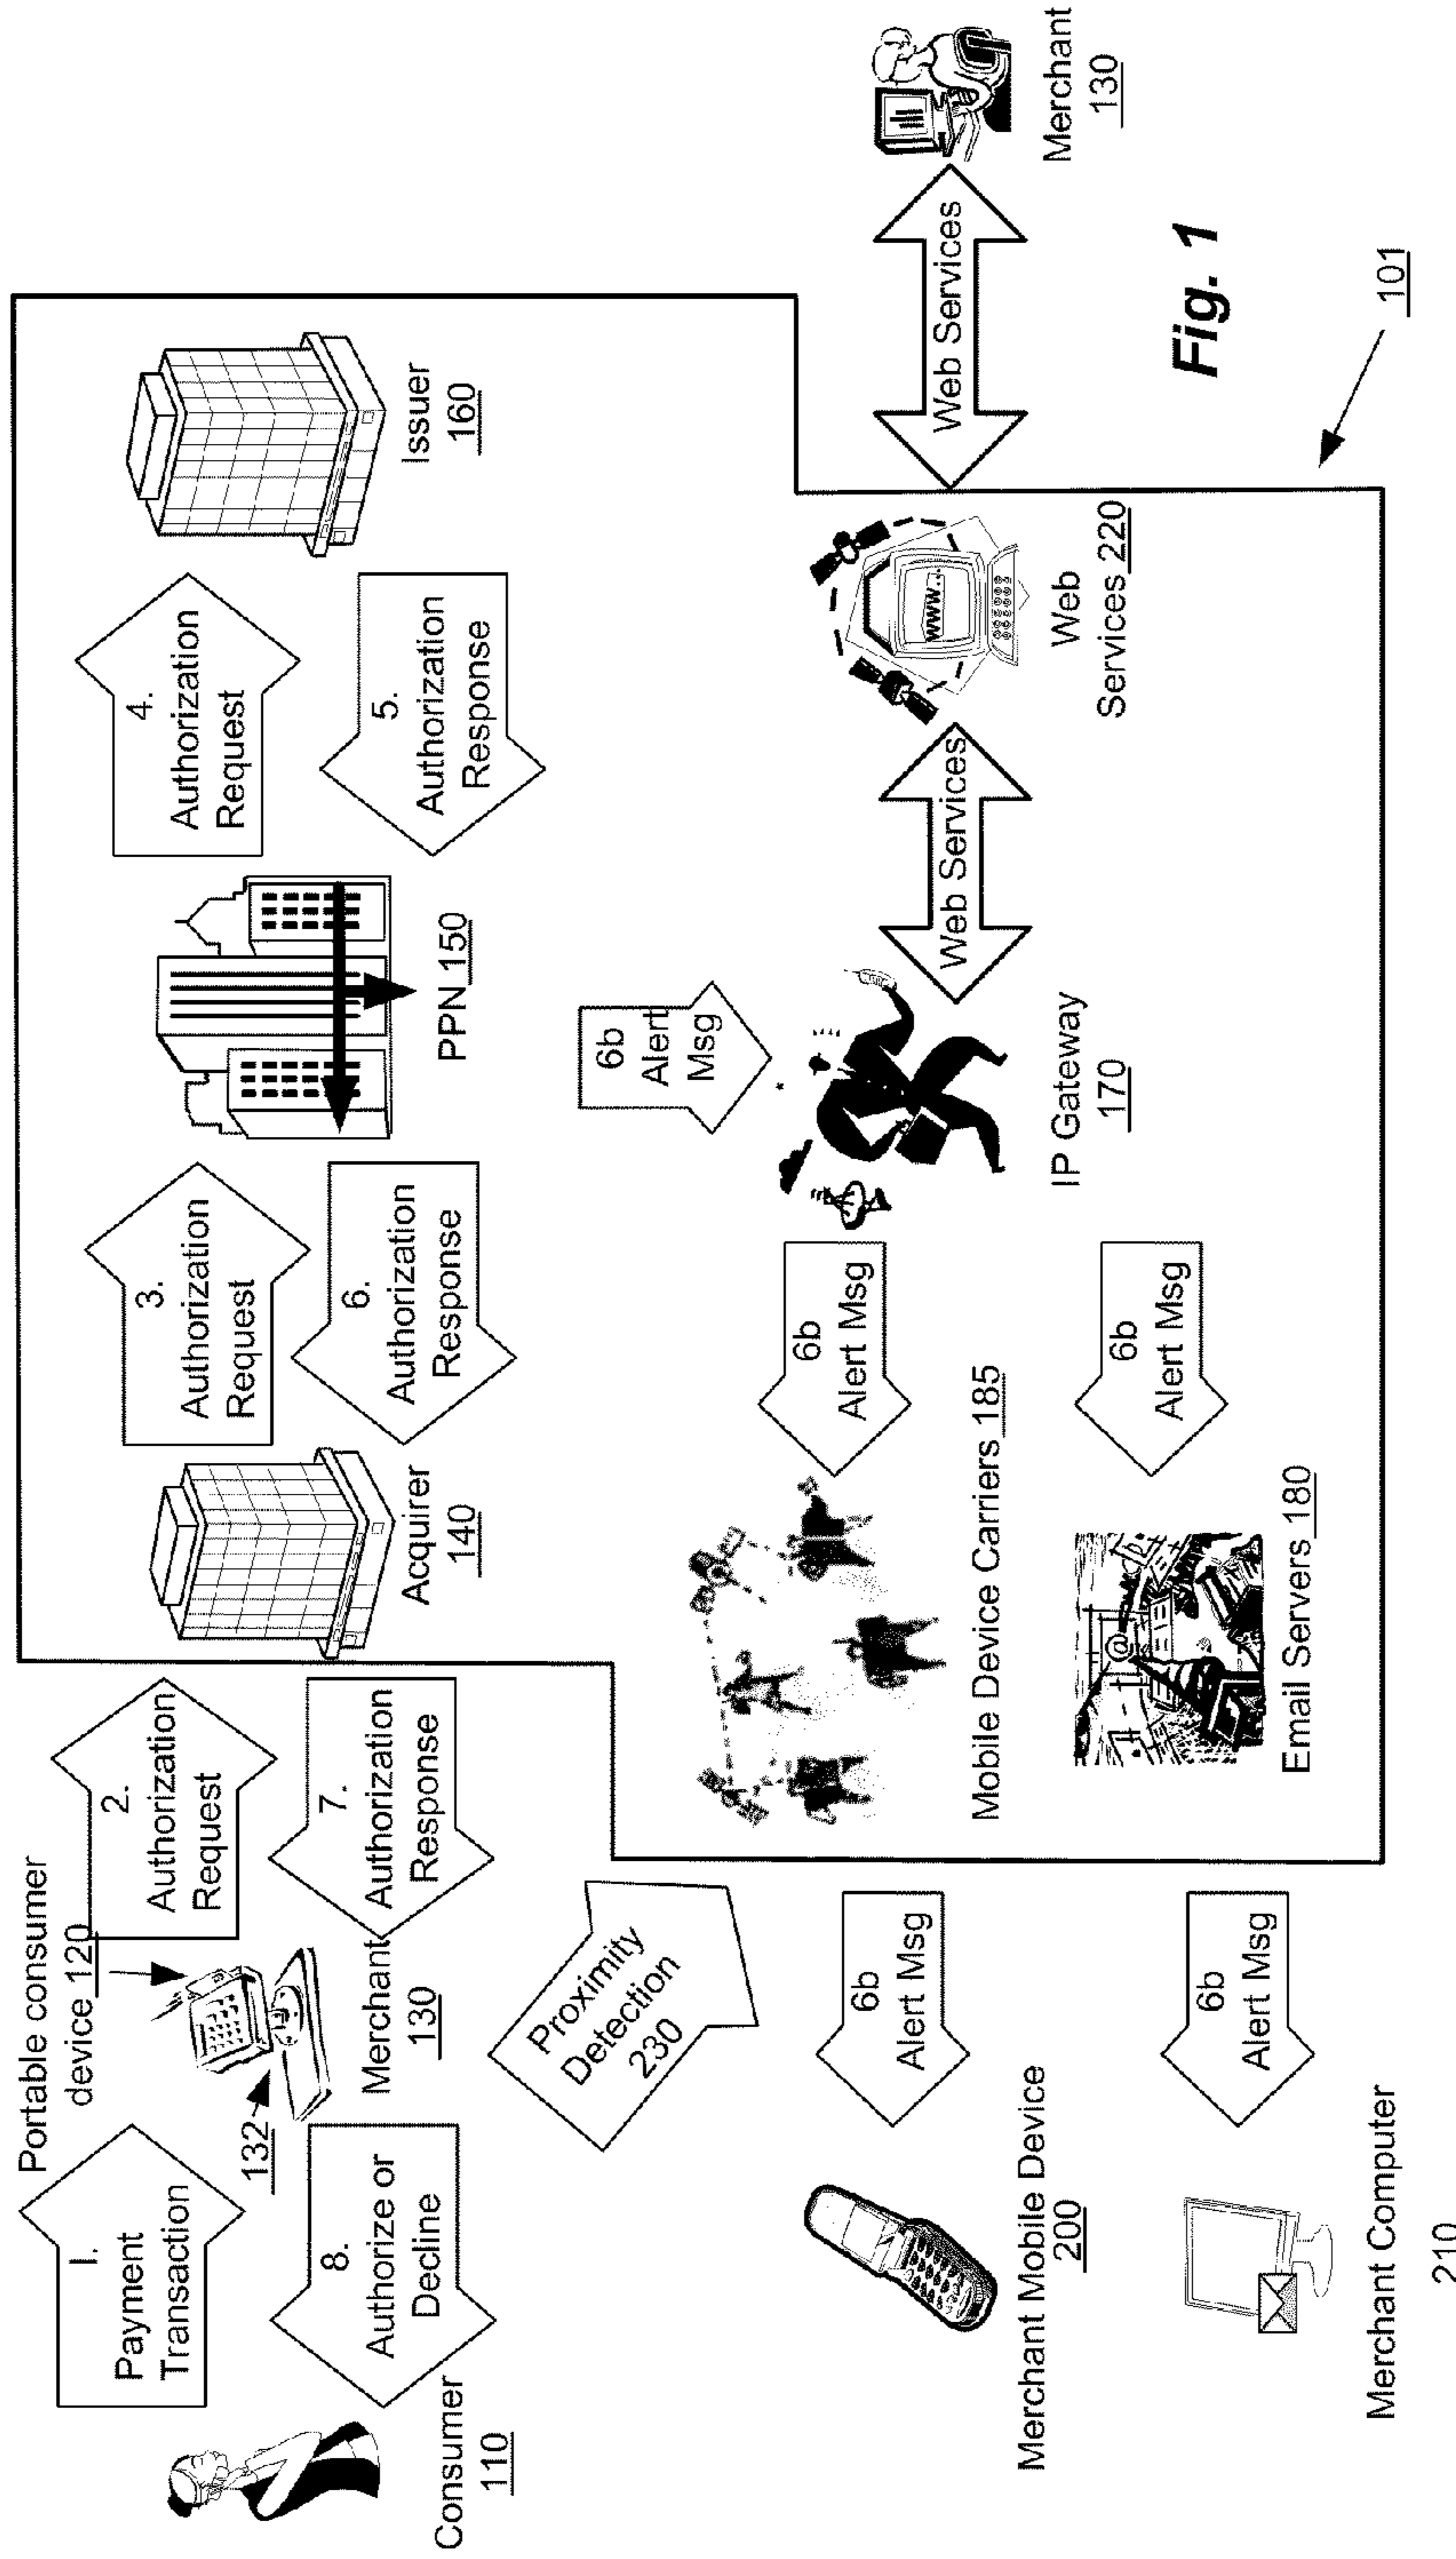 Portable consumer
device 120
I.
Payment
Transaction
2.
Authorization
Request
3.
Authorization
Request
4.
Authorization
Request
132
8.
Authorize or
Decline
7.
Authorization
Response
6.
Authorization
Response
5.
Authorization
Response
Consumer
110
Merchant
130
Acquirer
140
PPN 150
Issuer
160
Proximity
Detection
230
6b
Alert
Msg
6b
Alert Msg
6b
Alert Msg
www..
Web Services
Web Services
Merchant Mobile Device
200
Mobile Device Carriers 185
IP Gateway
170
Web
Services 220
Merchant
130
6b
Alert Msg
6b
Alert Msg
@
Fig. 1
Merchant Computer
210
Email Servers 180
101